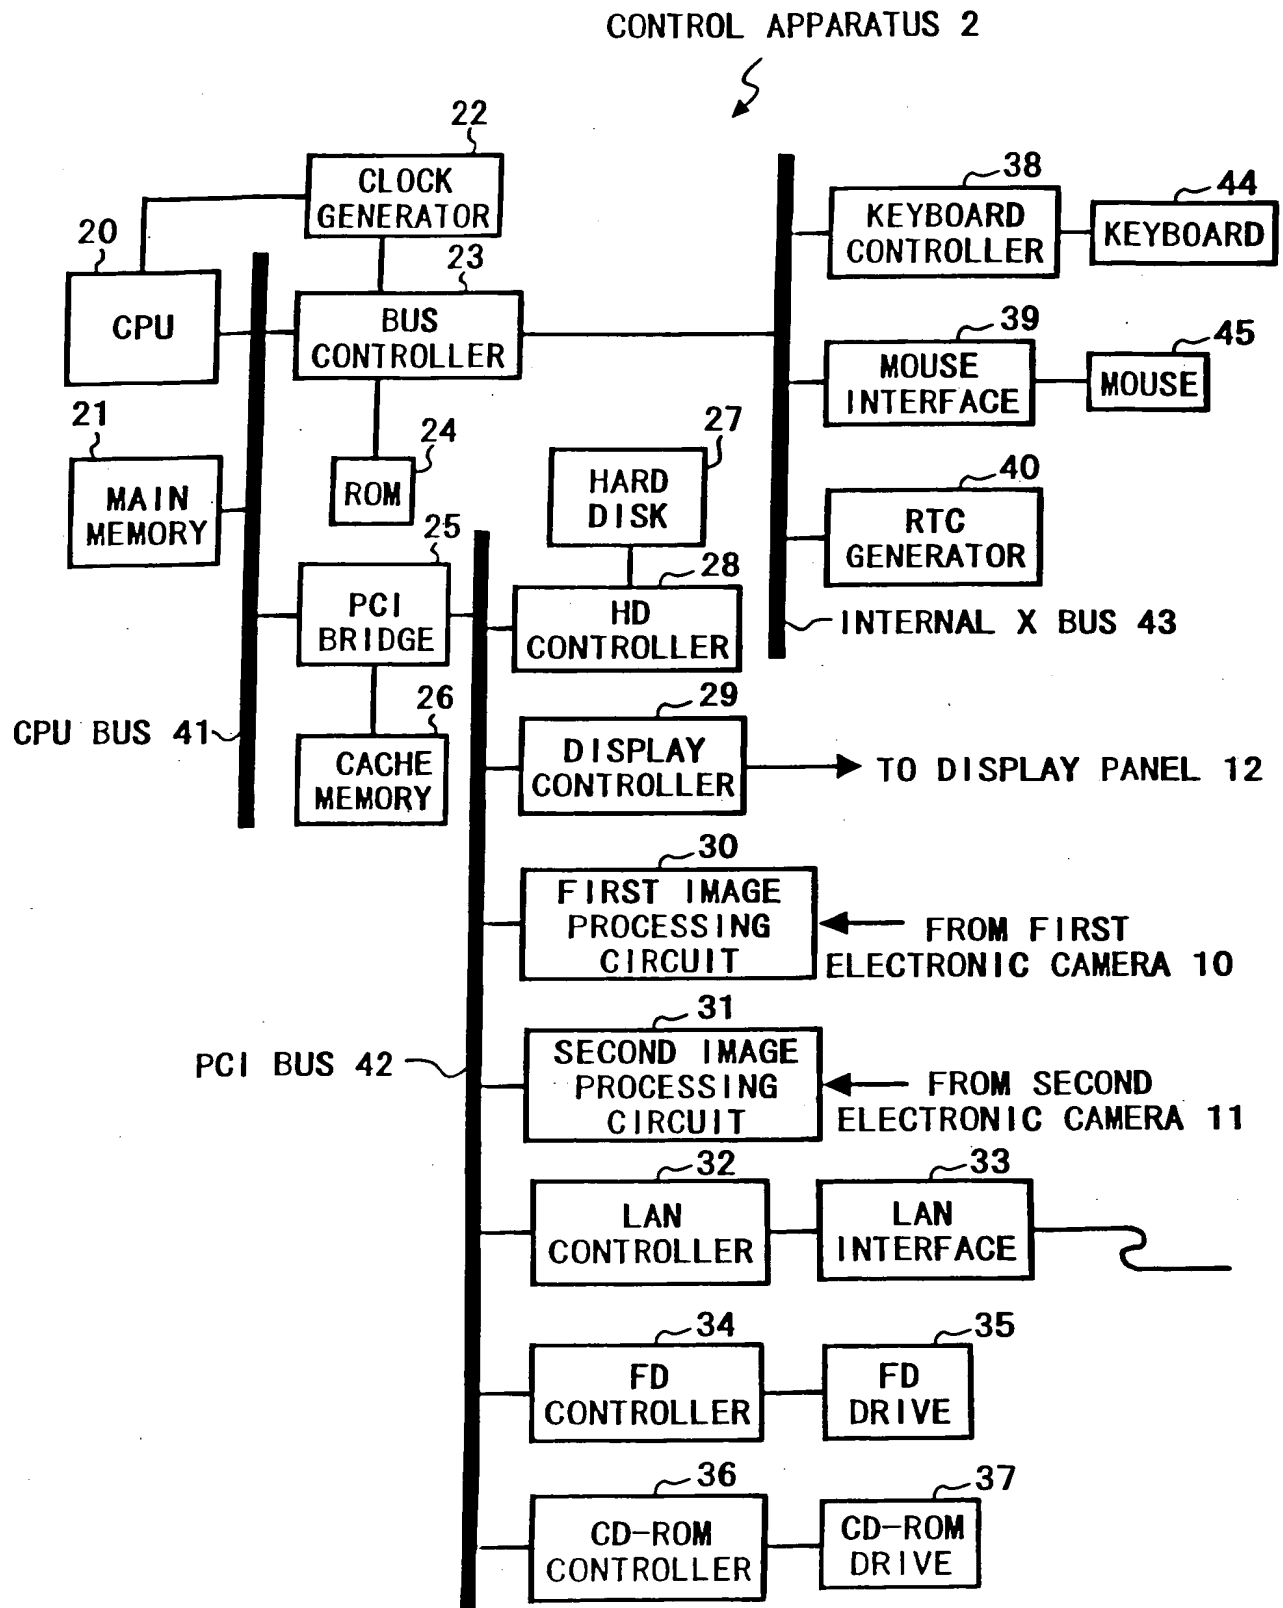 CONTROL APPARATUS 2
22
CLOCK
GENERATOR
20
CPU
23
BUS
CONTROLLER
38
KEYBOARD
CONTROLLER
44
KEYBOARD
39
MOUSE
INTERFACE
45
MOUSE
21
MAIN
MEMORY
24
ROM
27
HARD
DISK
40
RTC
GENERATOR
25
PCI
BRIDGE
28
HD
CONTROLLER
INTERNAL X BUS 43
CPU BUS 41
26
CACHE
MEMORY
29
DISPLAY
CONTROLLER
TO DISPLAY PANEL 12
30
FIRST IMAGE
PROCESSING
CIRCUIT
FROM FIRST
ELECTRONIC CAMERA 10
31
SECOND IMAGE
PROCESSING
CIRCUIT
PCI BUS 42
FROM SECOND
ELECTRONIC CAMERA 11
32
LAN
CONTROLLER
33
LAN
INTERFACE
34
FD
CONTROLLER
35
FD
DRIVE
36
CD-ROM
CONTROLLER
37
CD-ROM
DRIVE